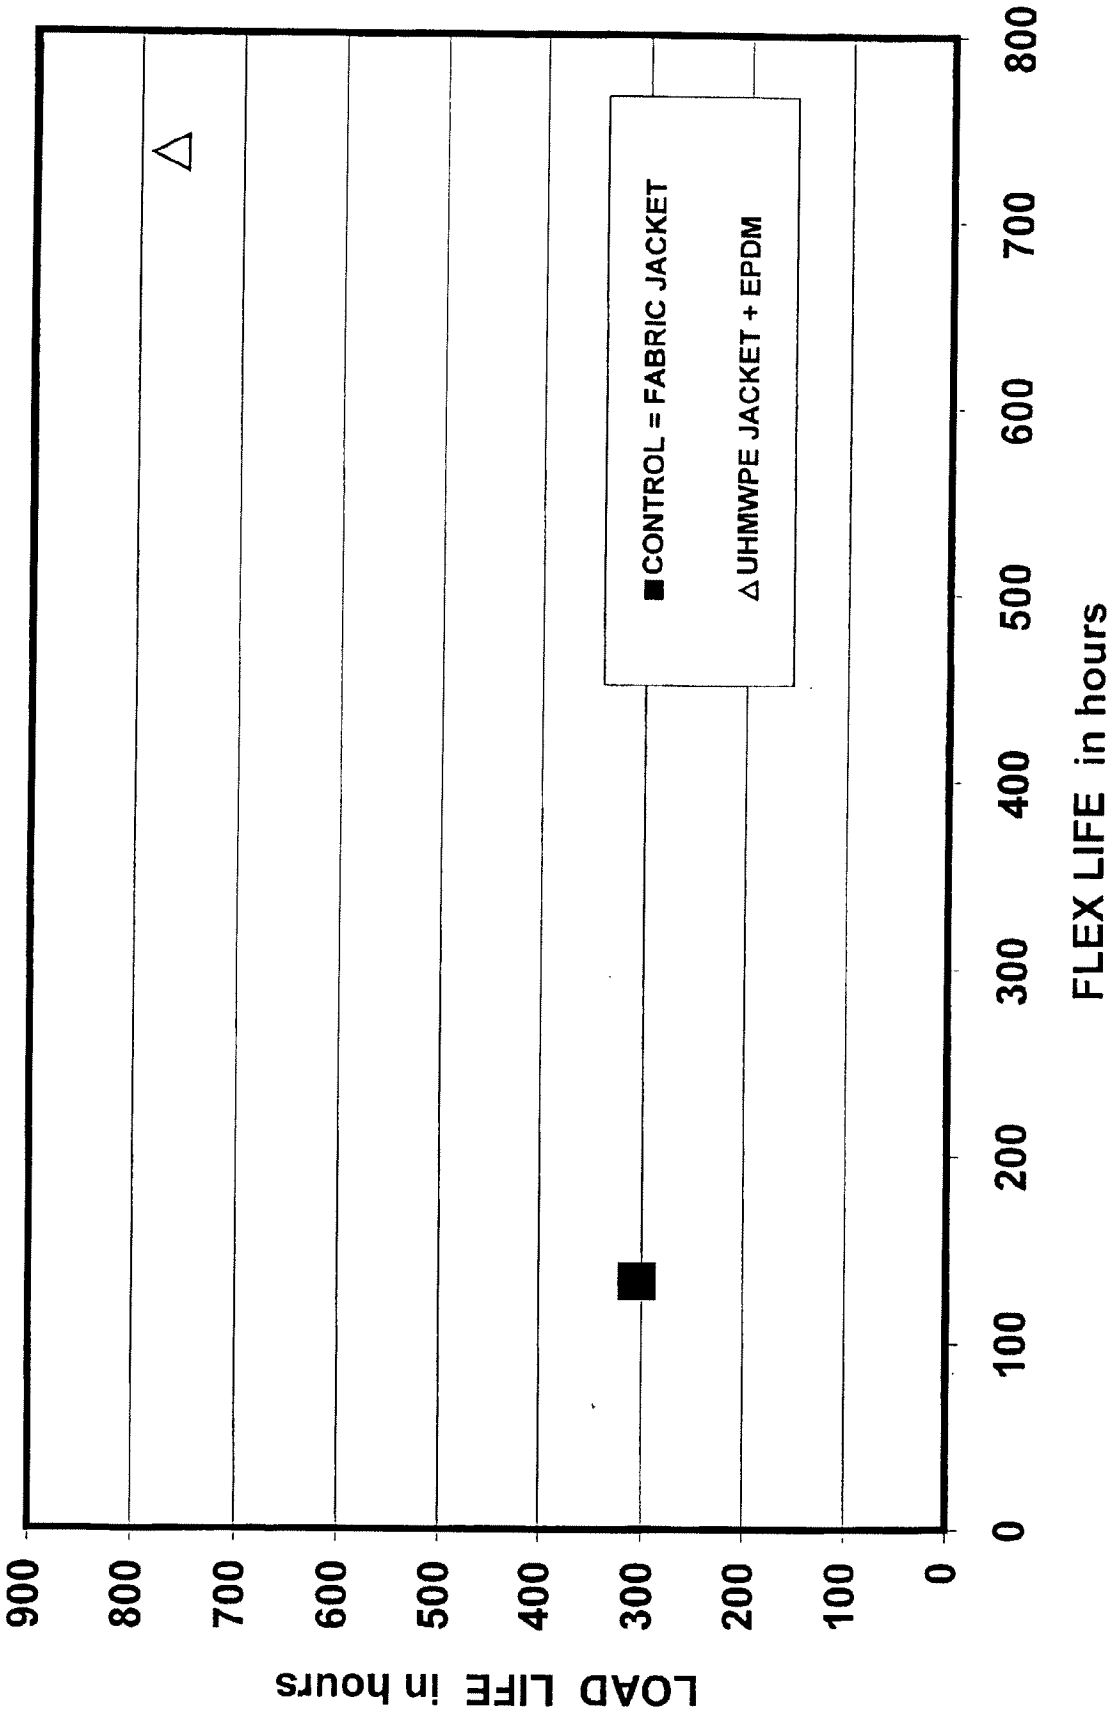 LOAD LIFE in hours
900
800
700
600
500
400
300
200
100
0
■ CONTROL = FABRIC JACKET
△ UHMWPE JACKET + EPDM
0 100 200 300 400 500 600 700 800
FLEX LIFE in hours